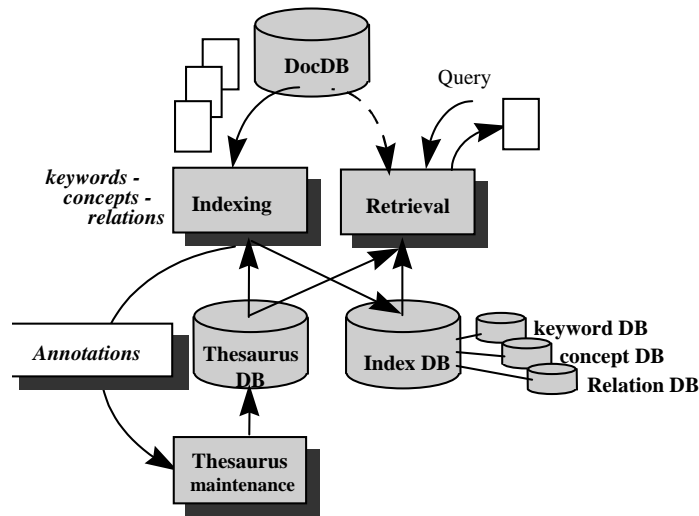 DocDB
Query
keywords -
concepts -
relations
Indexing
Retrieval
Annotations
Thesaurus
DB
Index DB
keyword DB
concept DB
Relation DB
Thesaurus
maintenance